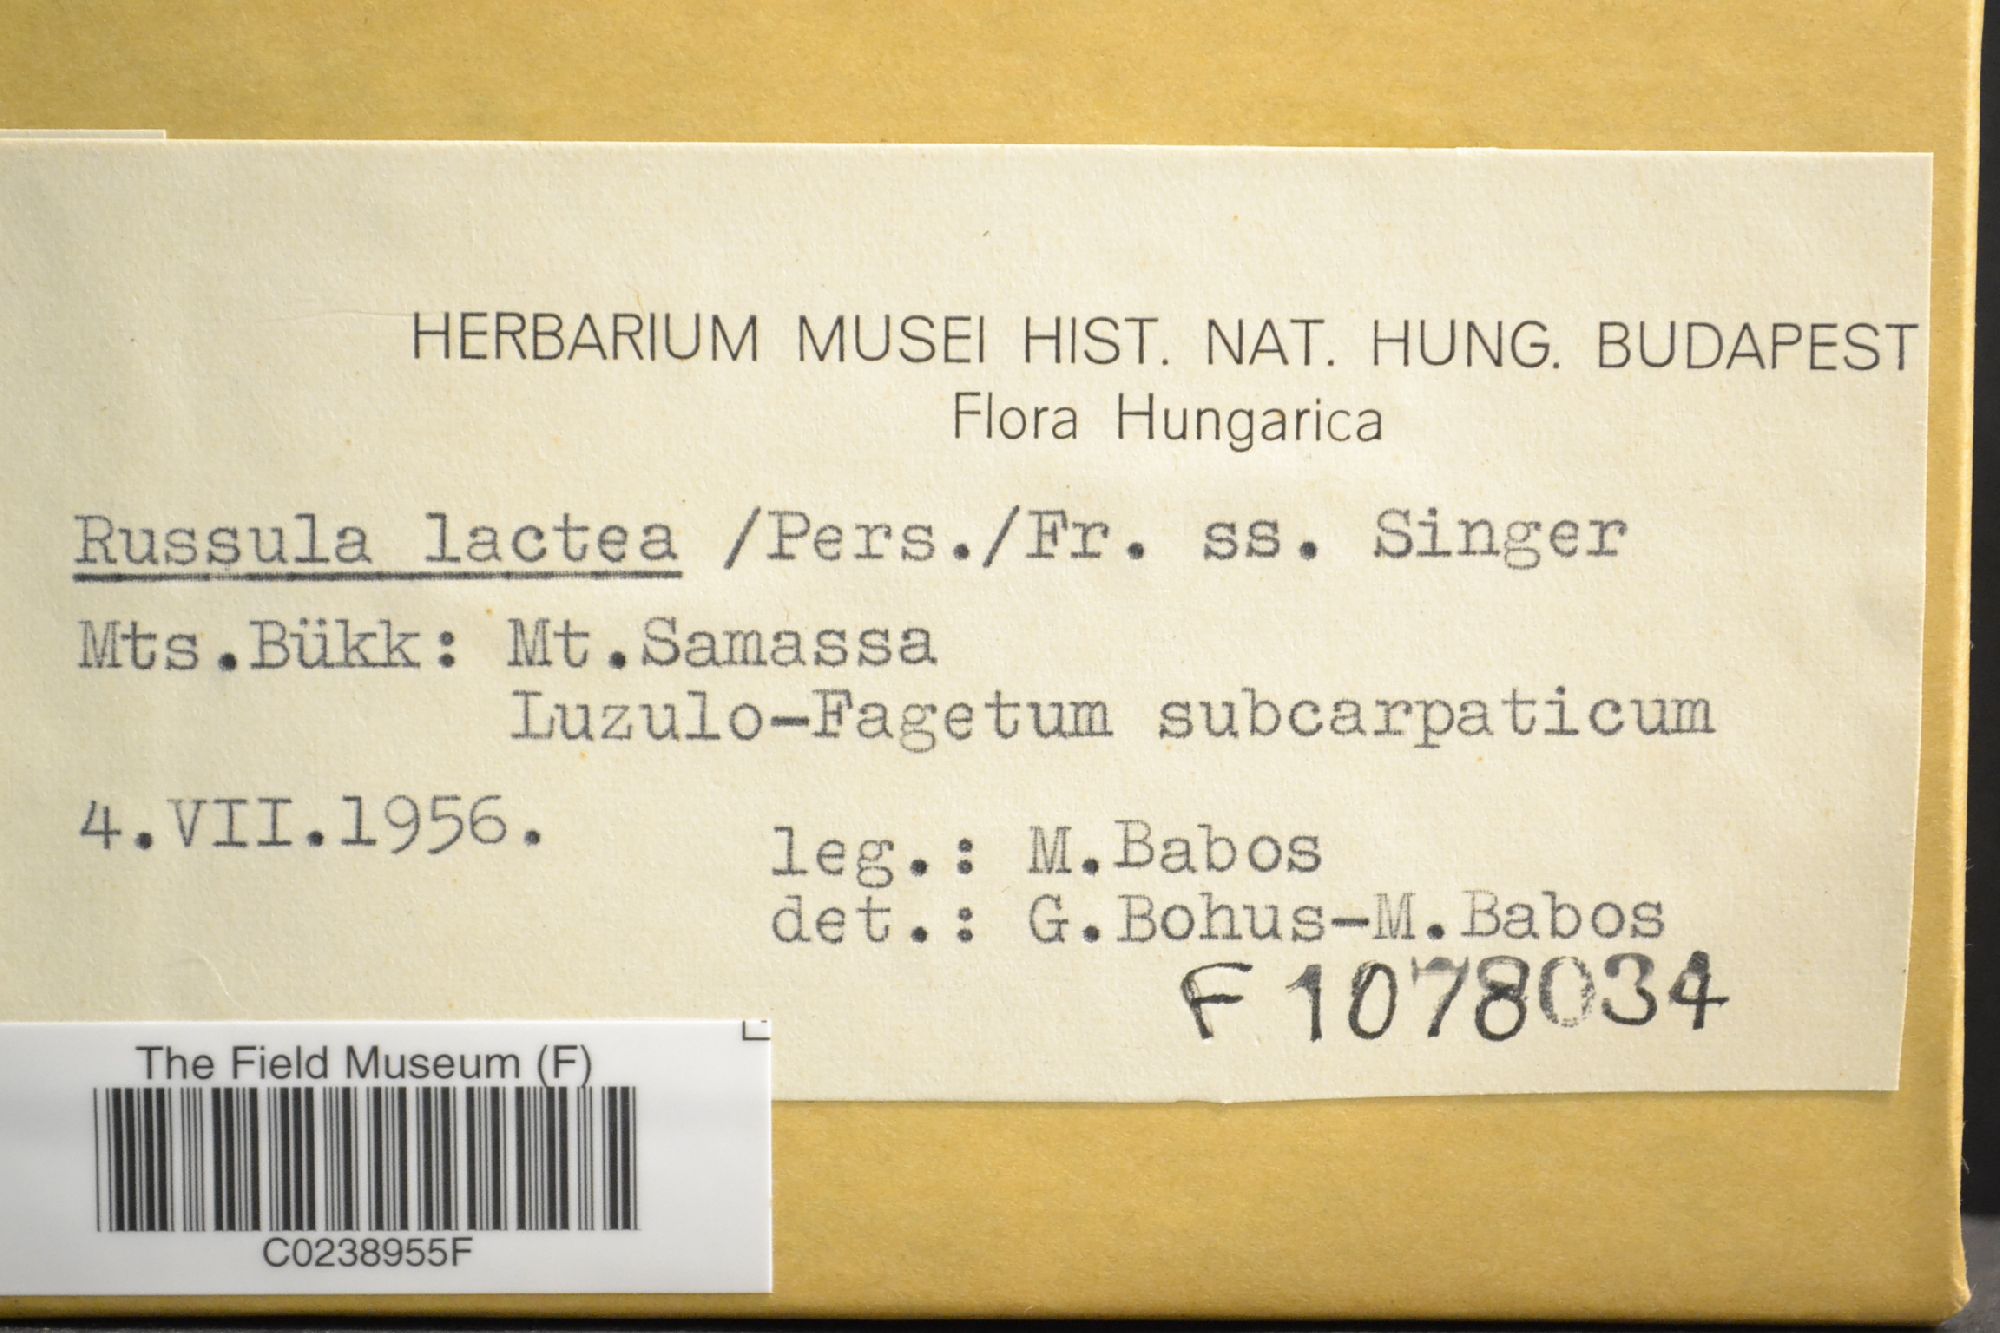 HERBARIUM MUSEI HIST. NAT. HUNG. BUDAPEST
Flora Hungarica
Russula lactea /Pers./Fr. ss. Singer
Mts.Bükk: Mt.Samassa
Luzulo-Fagetum subcarpaticum
4.VII.1956.
leg.: M.Babos
det.: G.Bohus-M.Babos
F 1078034
The Field Museum (F)
C0238955F